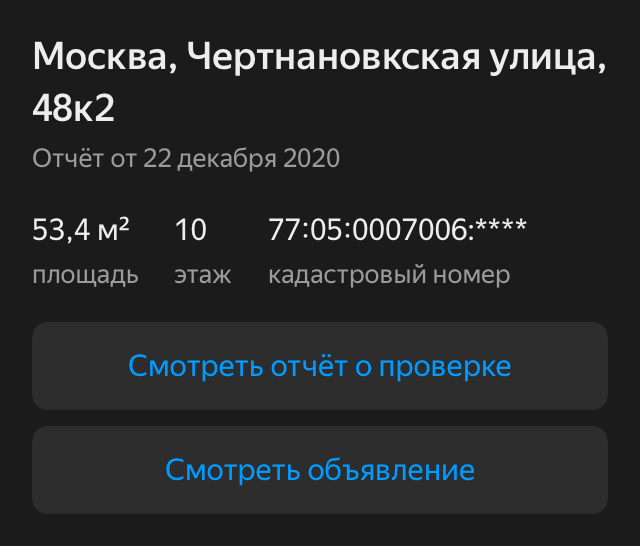 Москва, Чертнановкская улица,
48к2
Отчёт от 22 декабря 2020
53,4 м² 10 77:05:0007006:****
площадь этаж кадастровый номер
Смотреть отчёт о проверке
Смотреть объявление